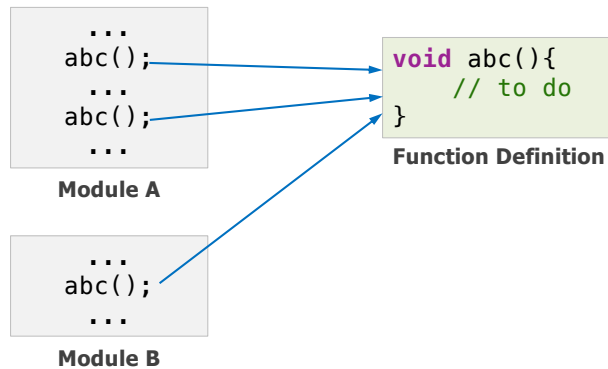 ...
abc();
...
abc();
...
Module A
void abc(){
    // to do
}
Function Definition
...
abc();
...
Module B